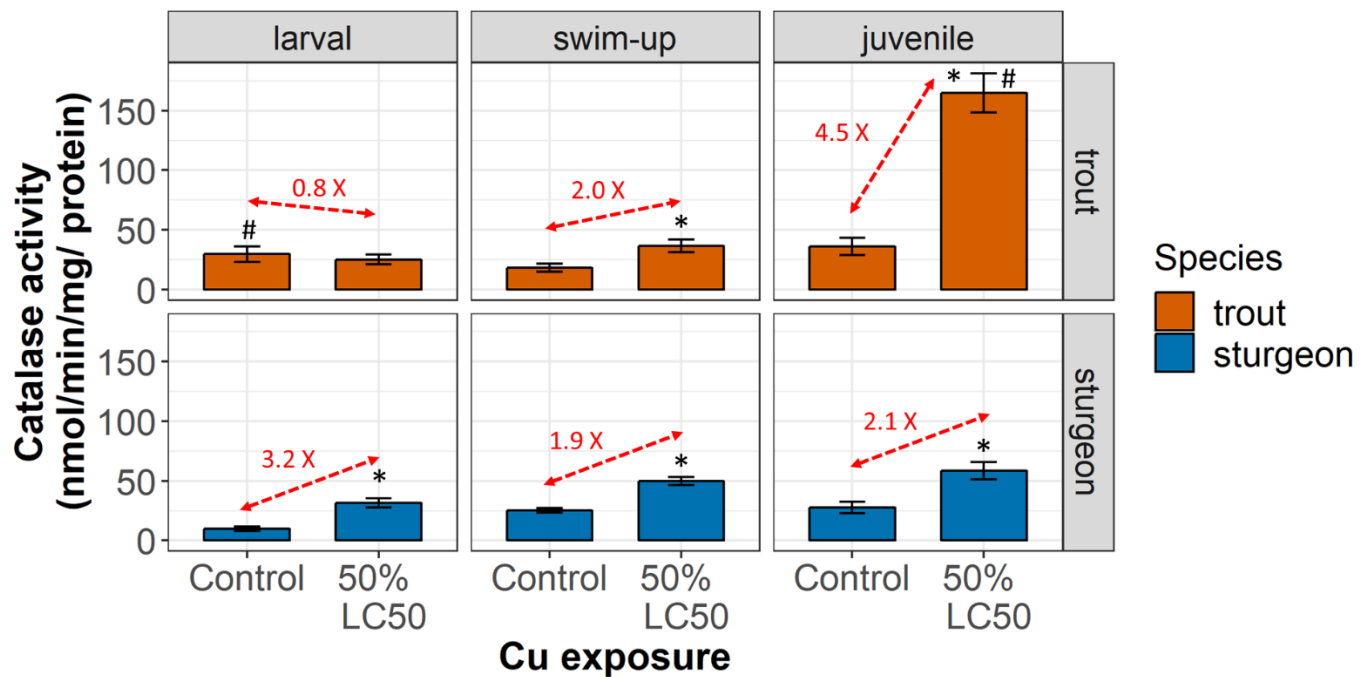 larval
swim-up
juvenile
Catalase activity
(nmol/min/mg/ protein)
150
100
50
0
#
0.8 X
2.0 X
*
4.5 X
* #
trout
150
100
50
0
3.2 X
*
1.9 X
*
2.1 X
*
sturgeon
Control
50%
LC50
Control
50%
LC50
Control
50%
LC50
Cu exposure
Species
trout
sturgeon